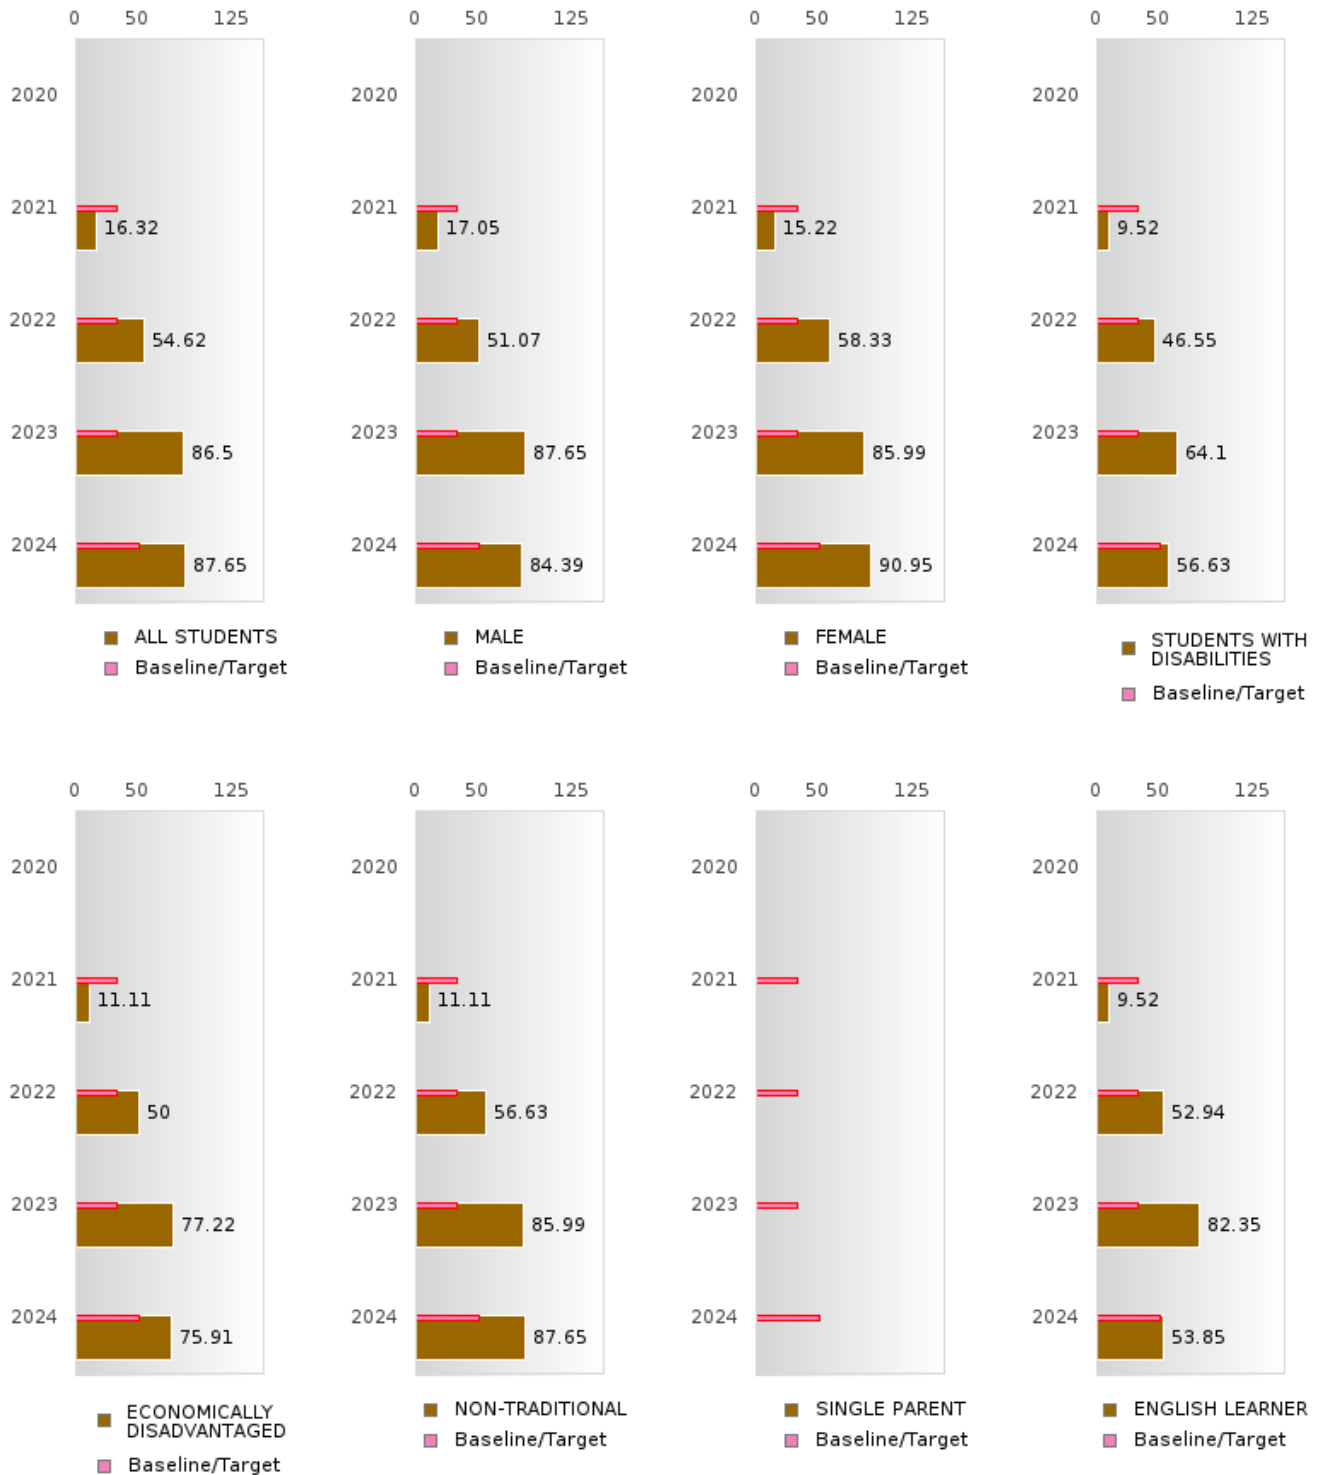 0 50 125 0 50 125 0 50 125 0 50 125
2020 2020 2020 2020
2021 2021 2021 2021
16.32 17.05 15.22 9.52
2022 2022 2022 2022
54.62 51.07 58.33 46.55
2023 2023 2023 2023
86.5 87.65 85.99 64.1
2024 2024 2024 2024
87.65 84.39 90.95 56.63
ALL STUDENTS
Baseline/Target
MALE
Baseline/Target
FEMALE
Baseline/Target
STUDENTS WITH
DISABILITIES
Baseline/Target
0 50 125 0 50 125 0 50 125 0 50 125
2020 2020 2020 2020
2021 2021 2021 2021
11.11 11.11 9.52
2022 2022 2022 2022
50 56.63 52.94
2023 2023 2023 2023
77.22 85.99 82.35
2024 2024 2024 2024
75.91 87.65 53.85
ECONOMICALLY
DISADVANTAGED
Baseline/Target
NON-TRADITIONAL
Baseline/Target
SINGLE PARENT
Baseline/Target
ENGLISH LEARNER
Baseline/Target